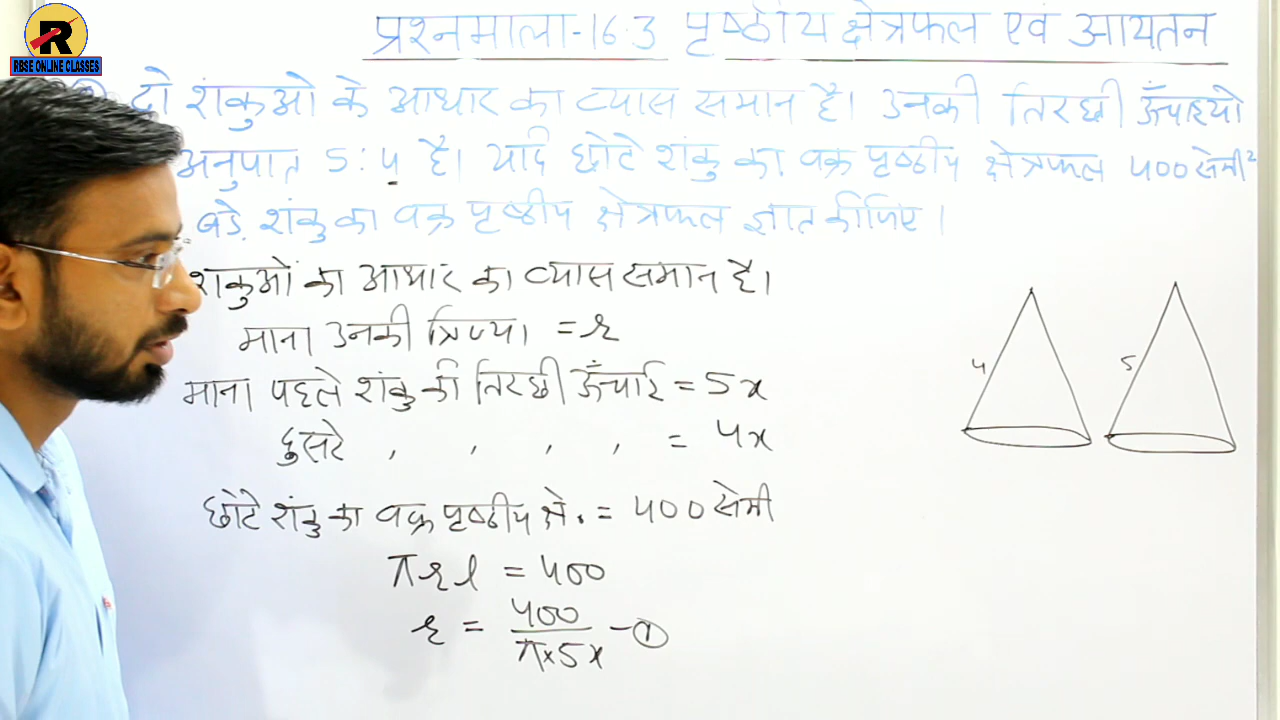 R
RBSE ONLINE CLASSES
प्रश्नमाला-16.3 पृष्ठीय क्षेत्रफल एवं आयतन
दो शंकुओ के आधार का व्यास समान है। उनकी तिरछी ऊँचाइयो
अनुपात 5:4 है। यदि छोटे शंकु का वक्र पृष्ठीय क्षेत्रफल 400 सेमी²
बड़े शंकु का वक्र पृष्ठीय क्षेत्रफल ज्ञात कीजिए।
शंकुओं का आधार का व्यास समान है।
माना उनकी त्रिज्या = r
माना पहले शंकु की तिरछी ऊँचाई = 5x
दुसरे , , , , = 4x
छोटे शंकु का वक्र पृष्ठीय क्षे. = 400 सेमी
πrl = 400
r = 400/π×5x -①
4
5